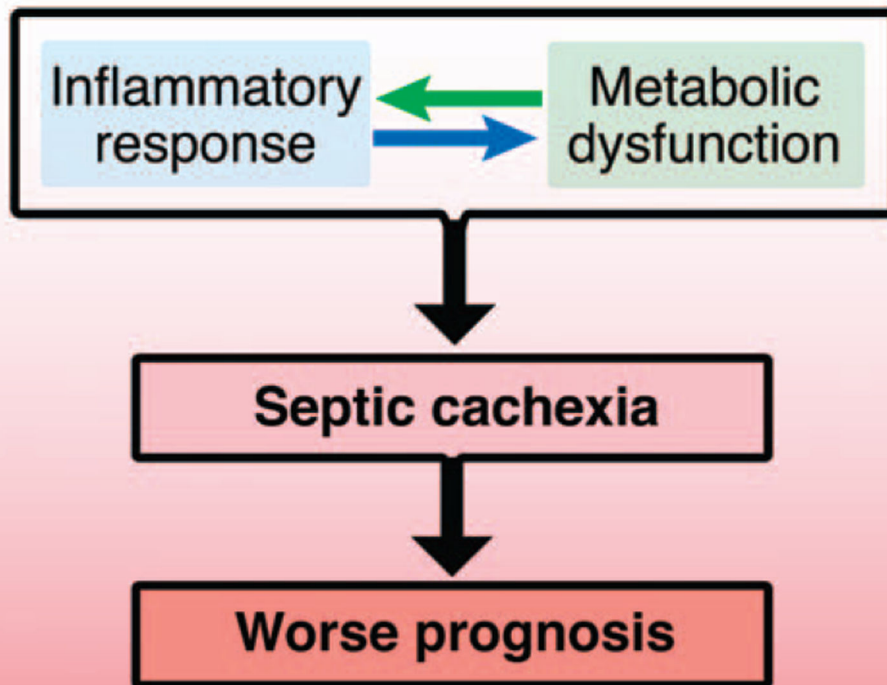 Inflammatory
response
Metabolic
dysfunction
Septic cachexia
Worse prognosis